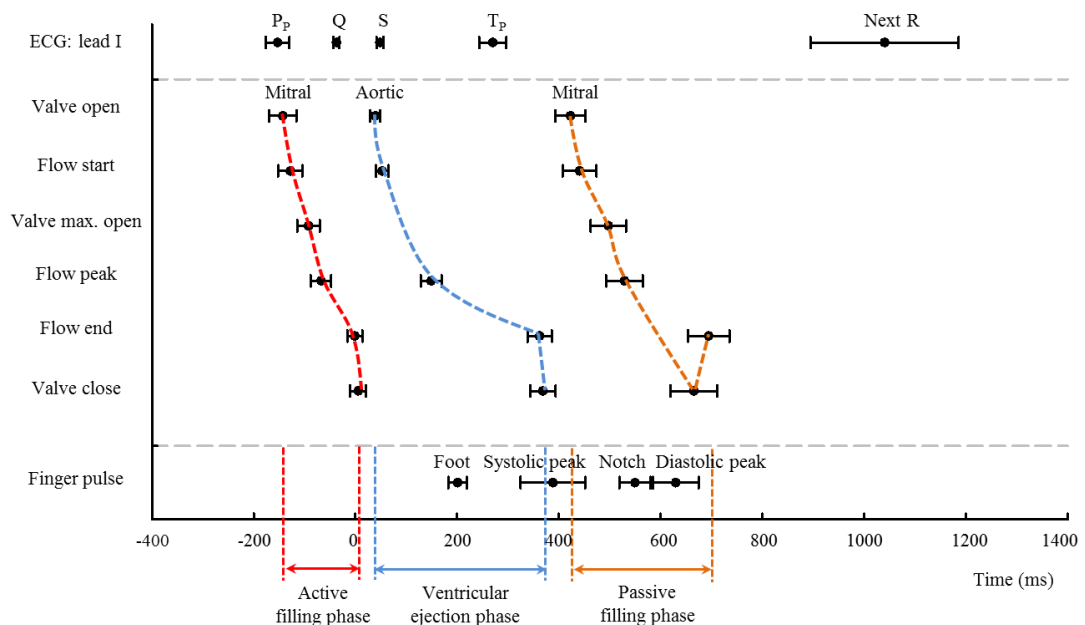 P_P Q S T_P Next R
ECG: lead I
Mitral Aortic Mitral
Valve open
Flow start
Valve max. open
Flow peak
Flow end
Valve close
Foot Systolic peak Notch Diastolic peak
Finger pulse
-400 -200 0 200 400 600 800 1000 1200 1400
Time (ms)
Active Ventricular Passive
filling phase ejection phase filling phase